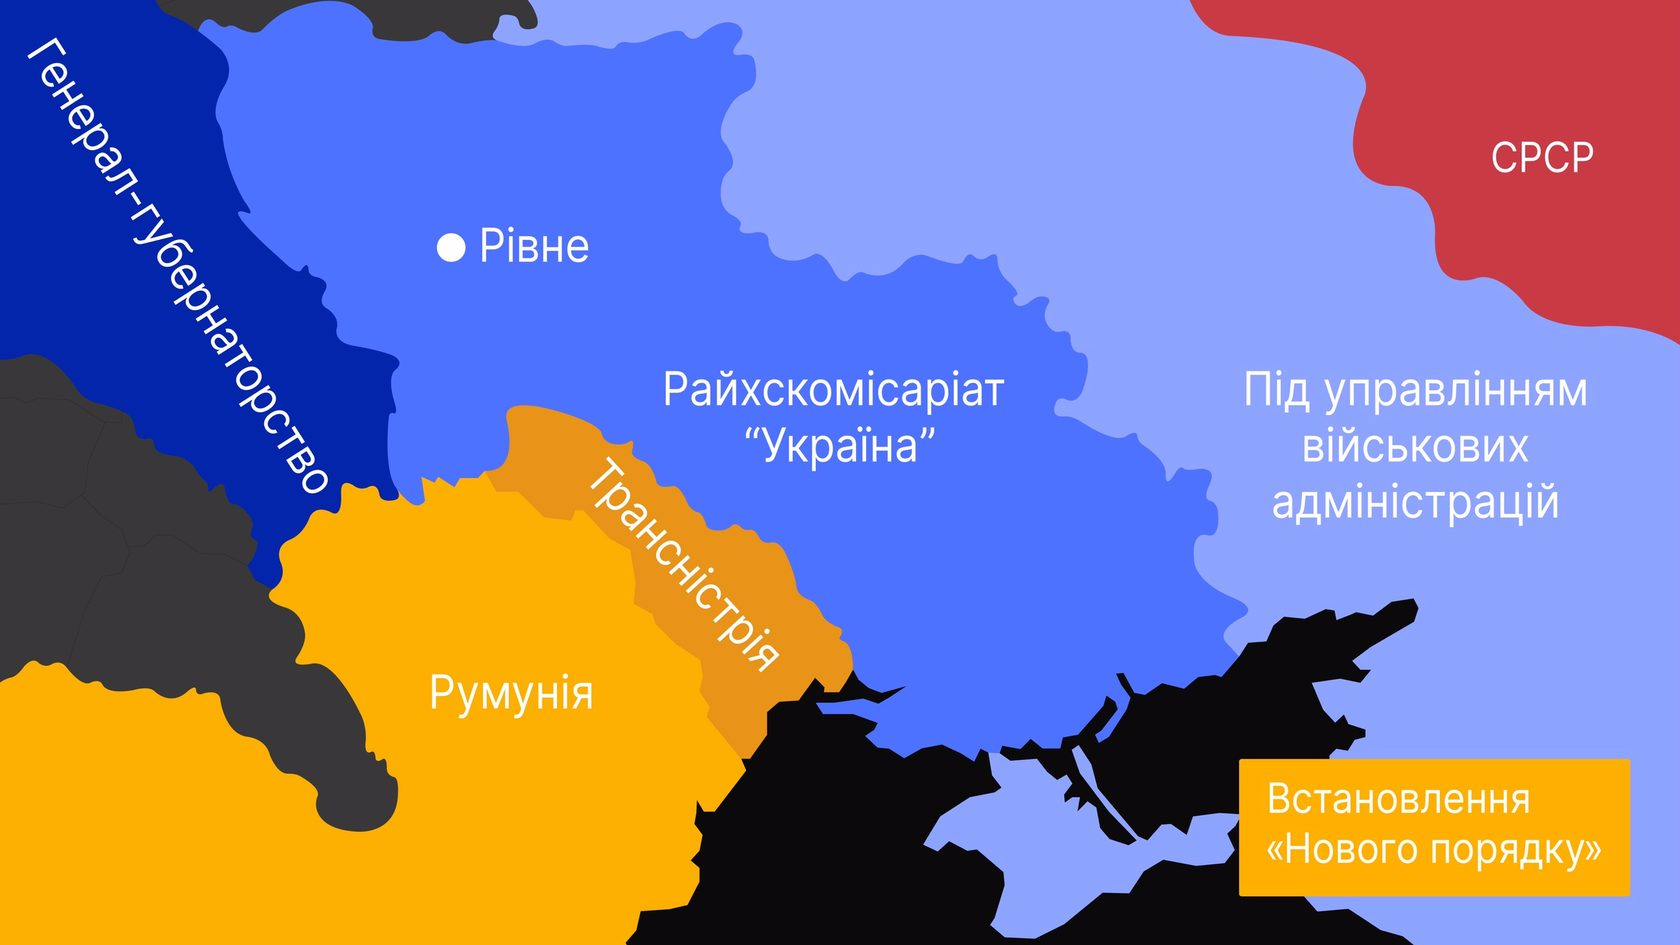 Генерал-губернаторство
СРСР
Рівне
Райхскомісаріат
“Україна”
Під управлінням
військових
адміністрацій
Трансністрія
Румунія
Встановлення
«Нового порядку»